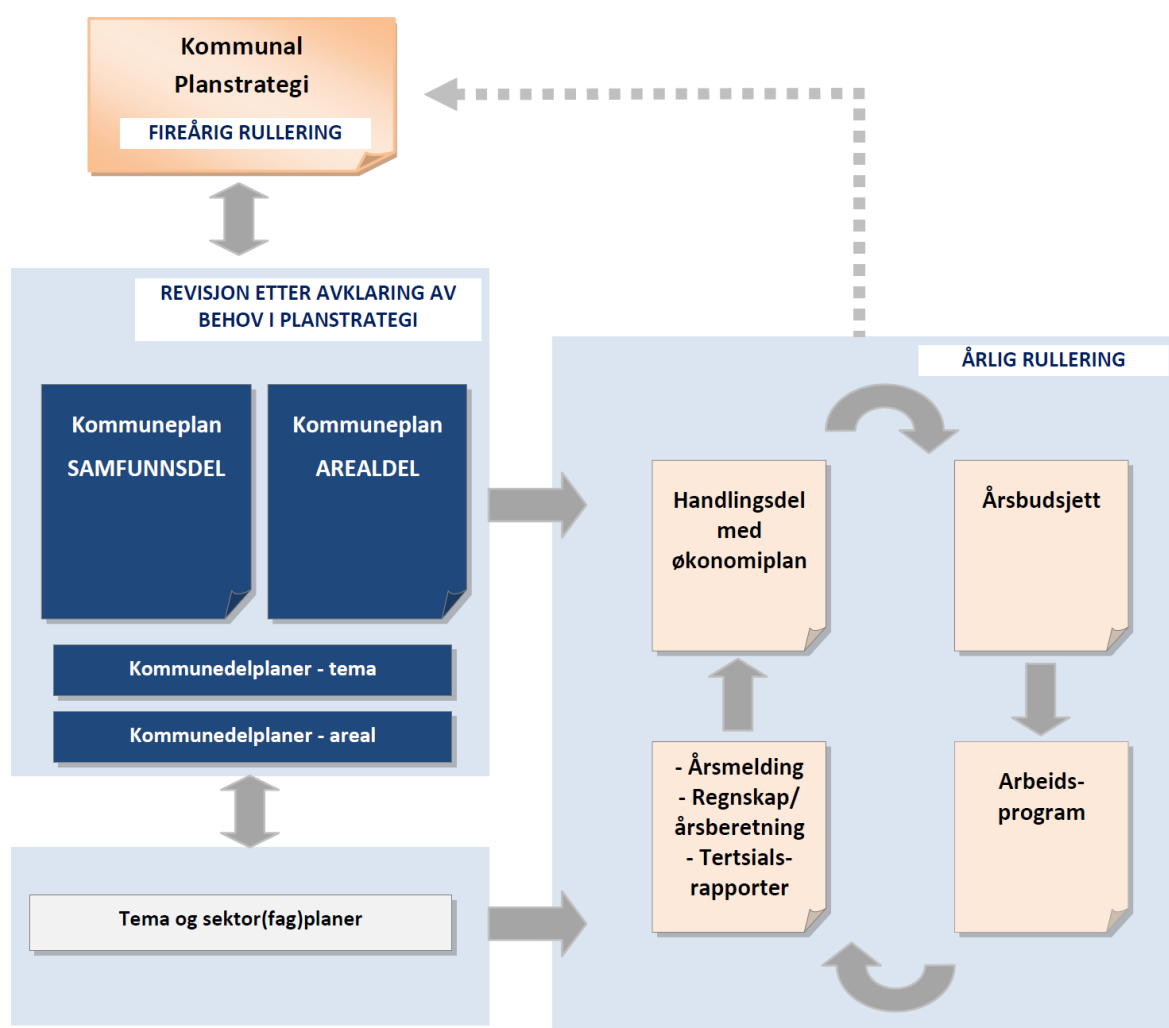 Kommunal
Planstrategi
FIREÅRIG RULLERING
REVISJON ETTER AVKLARING AV
BEHOV I PLANSTRATEGI
Kommuneplan
SAMFUNNSDEL
Kommuneplan
AREALDEL
Kommunedelplaner - tema
Kommunedelplaner - areal
Tema og sektor(fag)planer
ÅRLIG RULLERING
Handlingsdel
med
økonomiplan
Årsbudsjett
- Årsmelding
- Regnskap/
årsberetning
- Tertsials-
rapporter
Arbeids-
program